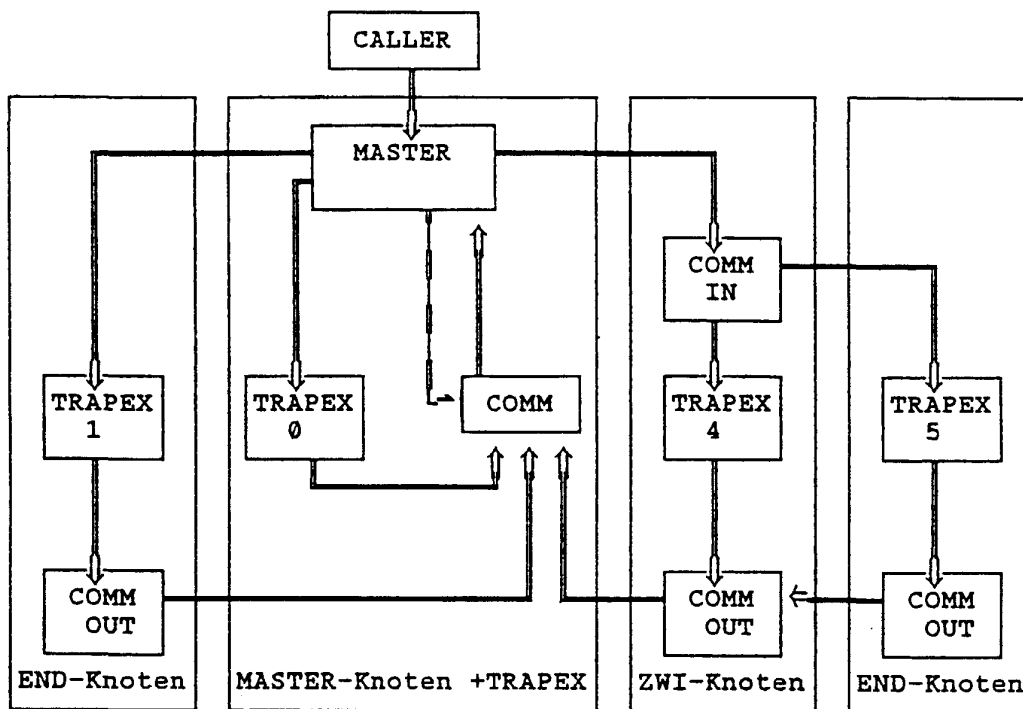 CALLER
MASTER
COMM
IN
TRAPEX
1
TRAPEX
0
COMM
TRAPEX
4
TRAPEX
5
COMM
OUT
COMM
OUT
COMM
OUT
END-Knoten
MASTER-Knoten +TRAPEX
ZWI-Knoten
END-Knoten